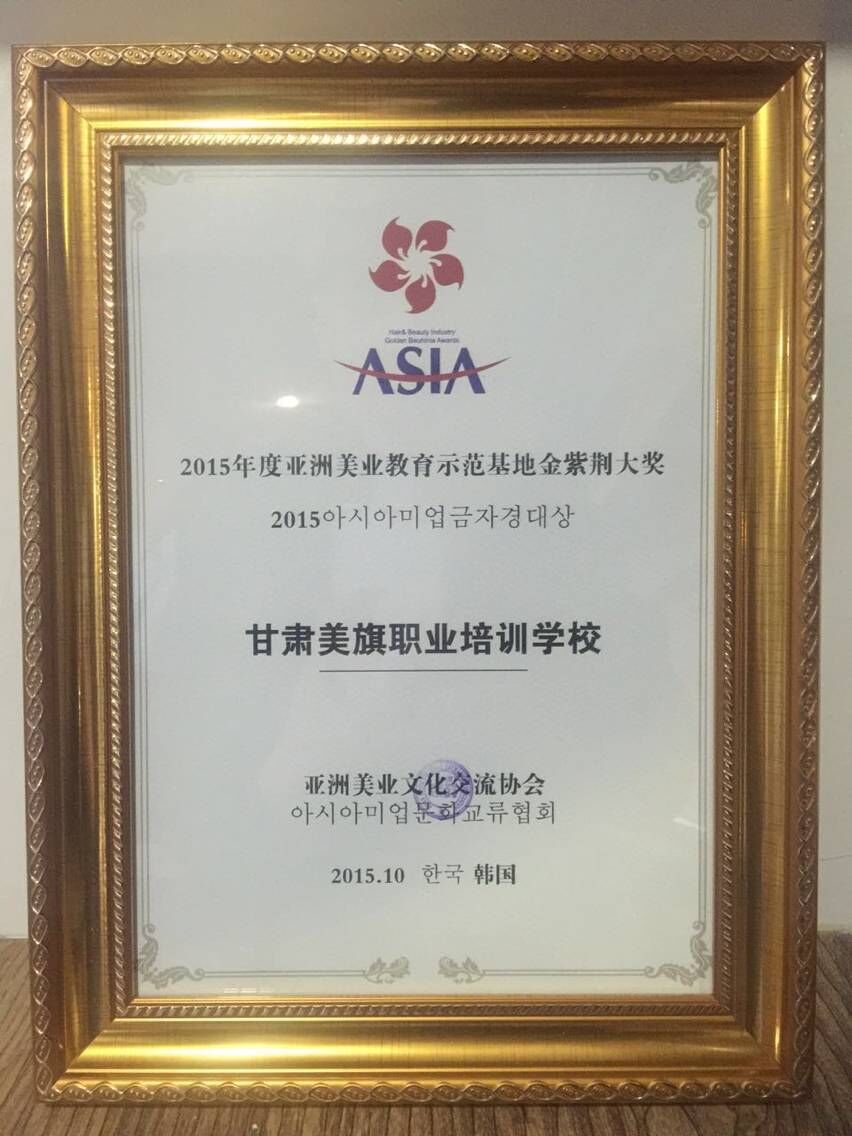 Hair& Beauty Industry
Golden Bauhinia Awards
ASIA
2015年度亚洲美业教育示范基地金紫荆大奖
2015아시아미업금자경대상
甘肃美旗职业培训学校
亚洲美业文化交流协会
아시아미업문화교류협회
2015.10 한국 韩国